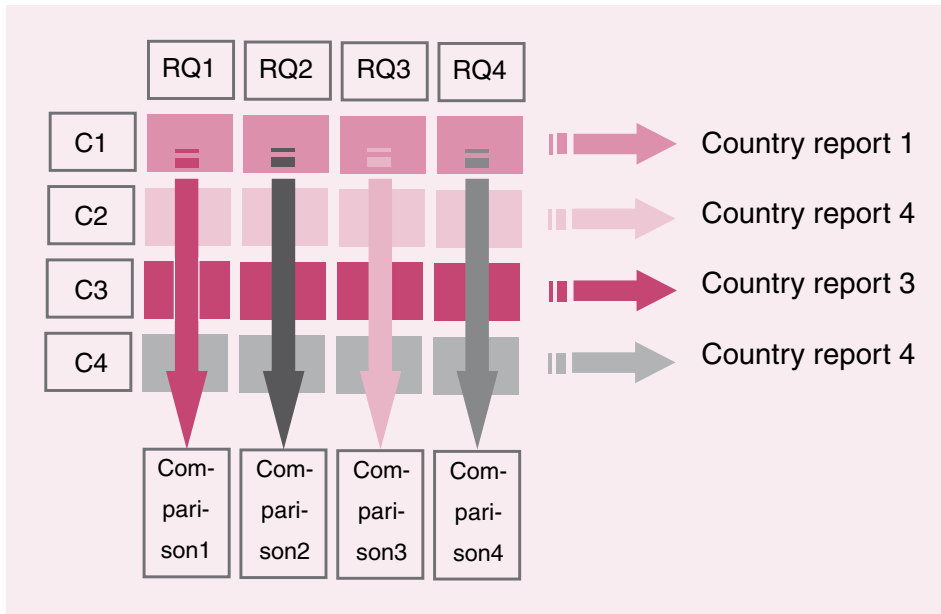 RQ1 RQ2 RQ3 RQ4
C1 Country report 1
C2 Country report 4
C3 Country report 3
C4 Country report 4
Com- Com- Com- Com-
pari- pari- pari- pari-
son1 son2 son3 son4